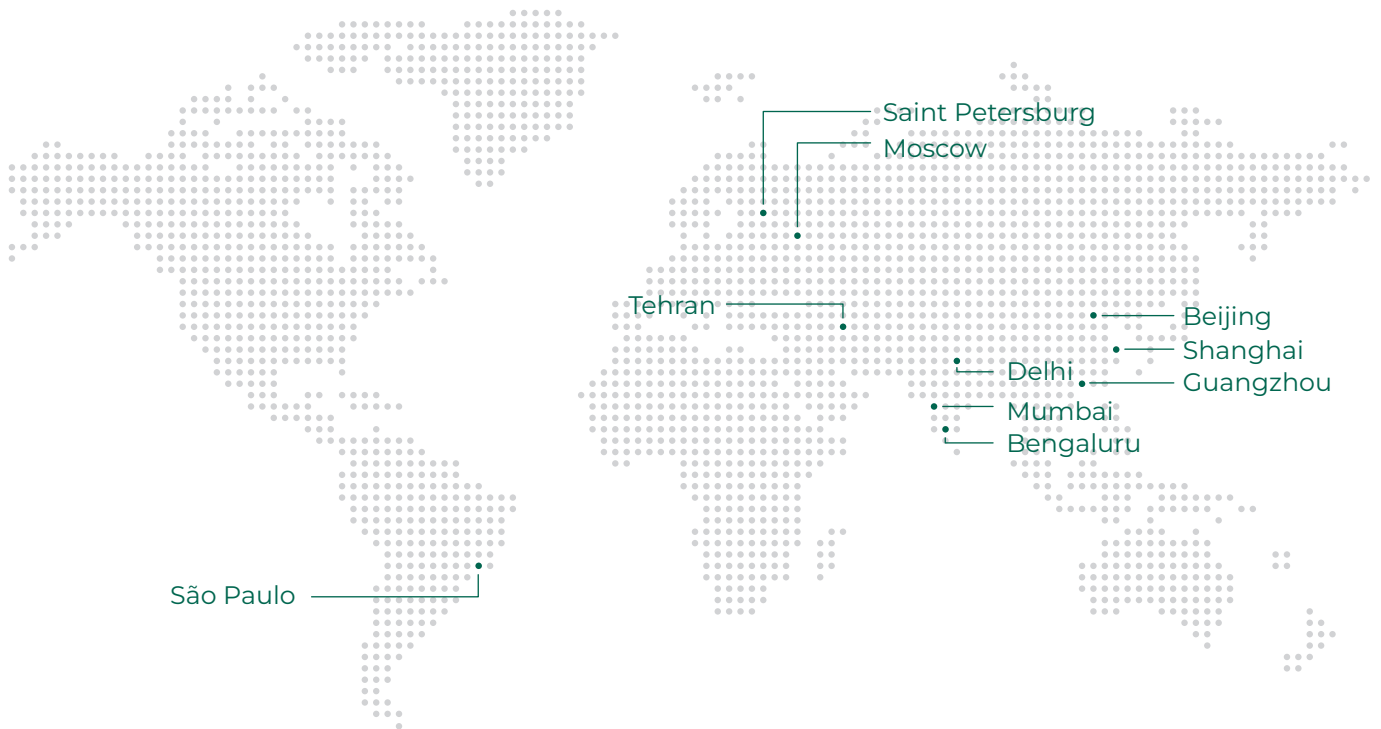 Saint Petersburg
Moscow
Tehran
Beijing
Shanghai
Delhi
Guangzhou
Mumbai
Bengaluru
São Paulo